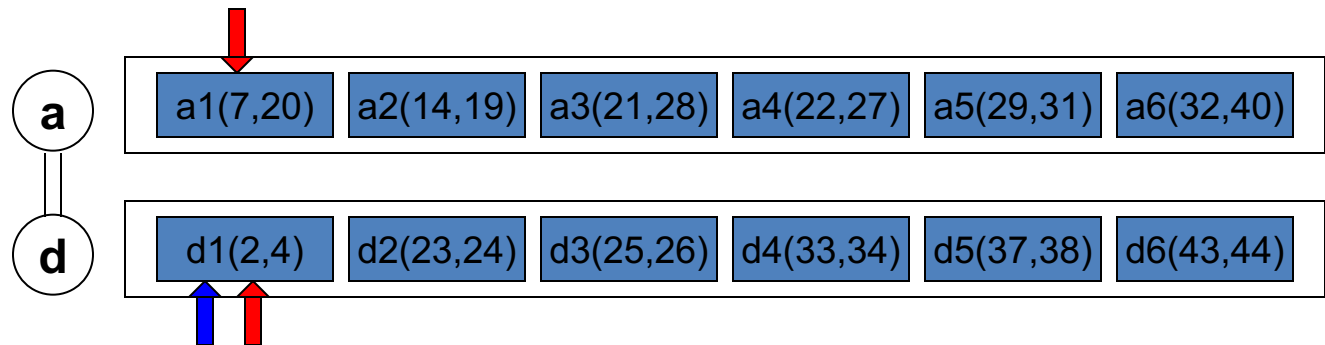 a a1(7,20) a2(14,19) a3(21,28) a4(22,27) a5(29,31) a6(32,40)
d d1(2,4) d2(23,24) d3(25,26) d4(33,34) d5(37,38) d6(43,44)